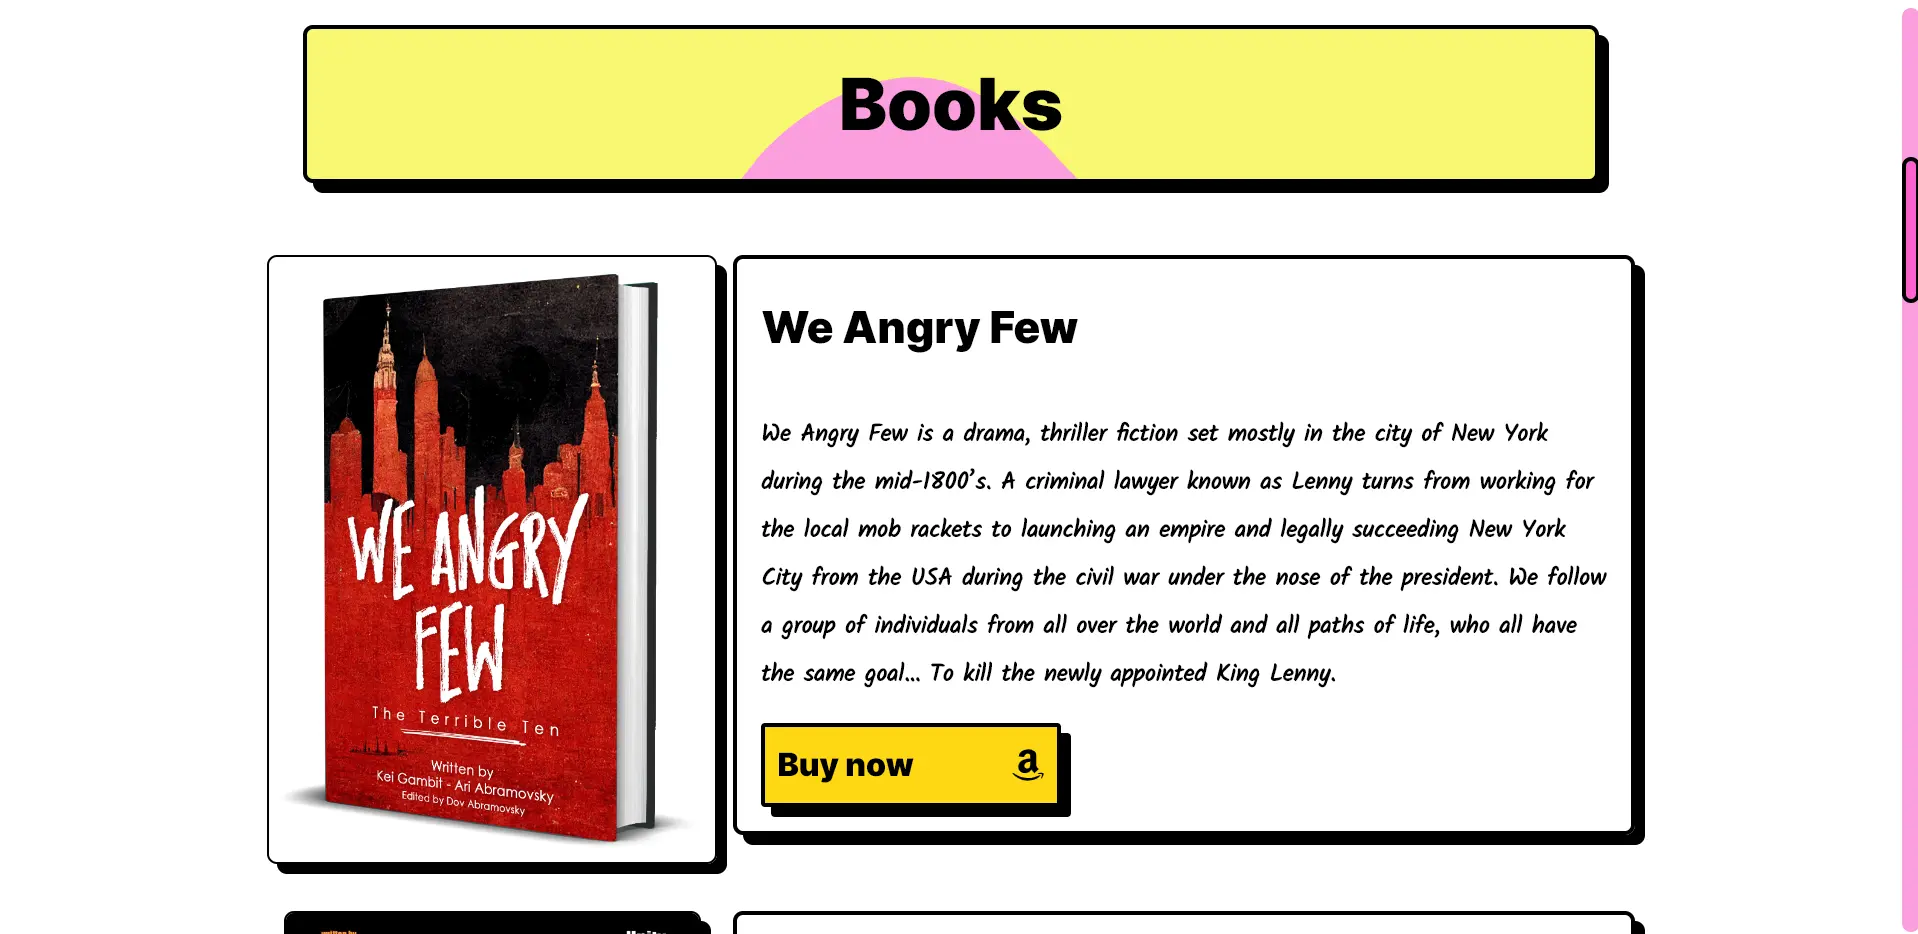 Books
WE ANGRY
FEW
The Terrible Ten
Written by
Kei Gambit - Ari Abramovsky
Edited by Dov Abramovsky
We Angry Few
We Angry Few is a drama, thriller fiction set mostly in the city of New York
during the mid-1800’s. A criminal lawyer known as Lenny turns from working for
the local mob rackets to launching an empire and legally succeeding New York
City from the USA during the civil war under the nose of the president. We follow
a group of individuals from all over the world and all paths of life, who all have
the same goal... To kill the newly appointed King Lenny.
Buy now
written by